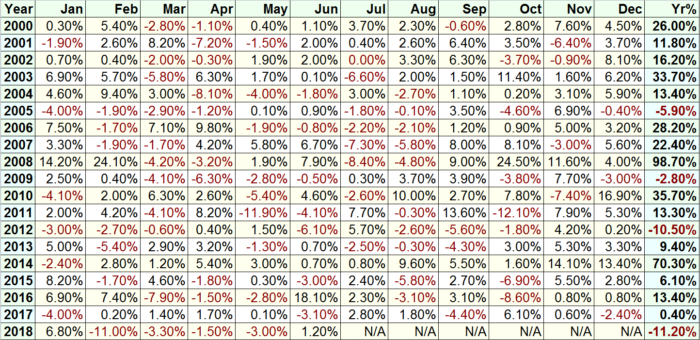 Year Jan Feb Mar Apr May Jun Jul Aug Sep Oct Nov Dec Yr%
2000 0.30% 5.40% -2.80% -1.10% 0.40% 1.10% 3.70% 2.30% -0.60% 2.80% 7.60% 4.50% 26.00%
2001 -1.90% 2.60% 8.20% -7.20% -1.50% 2.00% 0.40% 2.60% 6.40% 3.50% -6.40% 3.70% 11.80%
2002 0.70% 0.40% -2.00% -0.30% 1.90% 2.00% 0.00% 3.30% 6.30% -3.70% -0.90% 8.10% 16.20%
2003 6.90% 5.70% -5.80% 6.30% 1.70% 0.10% -6.60% 2.00% 1.50% 11.40% 1.60% 6.20% 33.70%
2004 4.60% 9.40% 3.00% -8.10% -4.00% -1.80% 3.00% -2.70% 1.10% 0.20% 3.10% 5.90% 13.40%
2005 -4.00% -1.90% -2.90% -1.20% 0.10% 0.90% -1.80% -0.10% 3.50% -4.60% 6.90% -0.40% -5.90%
2006 7.50% -1.70% 7.10% 9.80% -1.90% -0.80% -2.20% -2.10% 1.20% 0.90% 5.00% 3.20% 28.20%
2007 3.30% -1.90% -1.70% 4.20% 5.80% 6.70% -7.30% -5.80% 8.00% 8.10% -3.00% 5.60% 22.40%
2008 14.20% 24.10% -4.20% -3.20% 1.90% 7.90% -8.40% -4.80% 9.00% 24.50% 11.60% 4.00% 98.70%
2009 2.50% 0.40% -4.10% -6.30% -2.80% -0.50% 0.30% 3.70% 3.90% -3.80% 7.70% -3.00% -2.80%
2010 -4.10% 2.00% 6.30% 2.60% -5.40% 4.60% -2.60% 10.00% 2.70% 7.80% -7.40% 16.90% 35.70%
2011 2.00% 4.20% -4.10% 8.20% -11.90% -4.10% 7.70% -0.30% 13.60% -12.10% 7.90% 5.30% 13.30%
2012 -3.00% -2.70% -0.60% 0.40% 1.50% -6.10% 5.70% -2.60% -5.60% -1.80% 4.20% 0.20% -10.50%
2013 5.00% -5.40% 2.90% 3.20% -1.30% 0.70% -2.50% -0.30% -4.30% 3.00% 5.30% 3.30% 9.40%
2014 -2.40% 2.80% 1.20% 5.40% 3.00% 0.70% 0.80% 9.60% 5.50% 1.60% 14.10% 13.40% 70.30%
2015 8.20% -1.70% 4.60% -1.80% 0.30% -3.00% 2.40% -5.80% 2.70% -6.90% 5.50% 2.80% 6.10%
2016 6.90% 7.40% -7.90% -1.50% -2.80% 18.10% 2.30% -3.10% 3.10% -8.60% 0.80% 0.80% 13.40%
2017 -4.00% 0.20% 1.40% 1.70% 0.10% -3.10% 2.80% 1.80% -4.40% 6.10% 0.60% -2.40% 0.40%
2018 6.80% -11.00% -3.30% -1.50% -3.00% 1.20% N/A N/A N/A N/A N/A N/A -11.20%